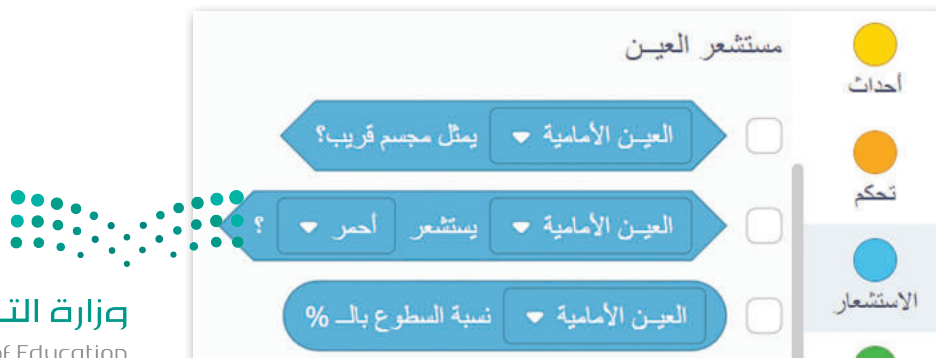 مستشعر العين
العين الأمامية يمثل مجسم قريب؟
العين الأمامية يستشعر أحمر ؟
العين الأمامية نسبة السطوع بالـ %
أحداث
تحكم
الاستشعار
وزارة التـ
of Education